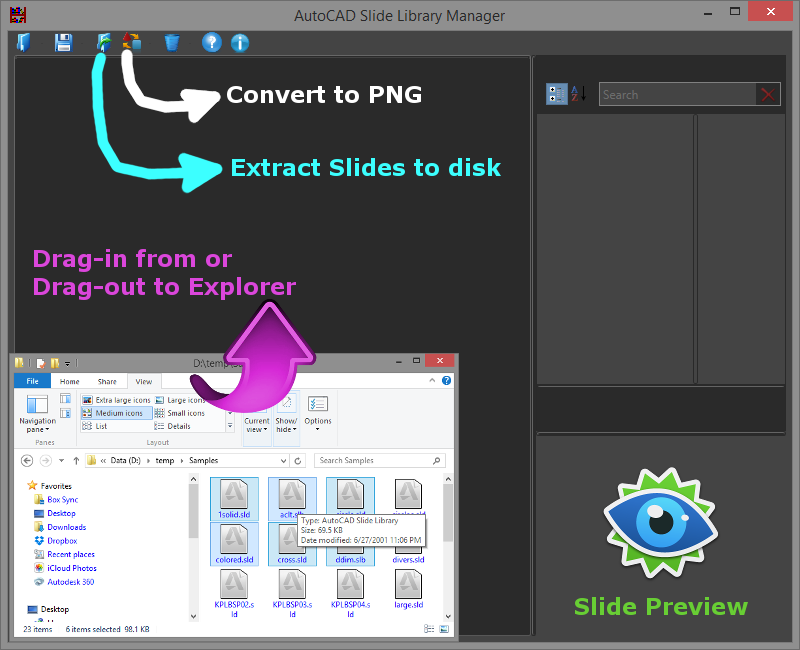 AutoCAD Slide Library Manager
Search
Convert to PNG
Extract Slides to disk
Drag-in from or
Drag-out to Explorer
D:\temp\
File Home Share View
Navigation pane
Extra large icons Large icons
Medium icons Small icons
List Details
Current view
Show/hide
Options
Panes Layout
Data (D:) temp Samples
Search Samples
Favorites
Box Sync
Desktop
Downloads
Dropbox
Recent places
iCloud Photos
Autodesk 360
Desktop
1solid.sld aclt.slb
Type: AutoCAD Slide Library
Size: 69.5 KB
Date modified: 6/27/2001 11:06 PM
colored.sld cross.sld ddim.slb divers.sld
KPLBSP02.sld KPLBSP03.sld KPLBSP04.sld large.sld
23 items 6 items selected 98.1 KB
Slide Preview